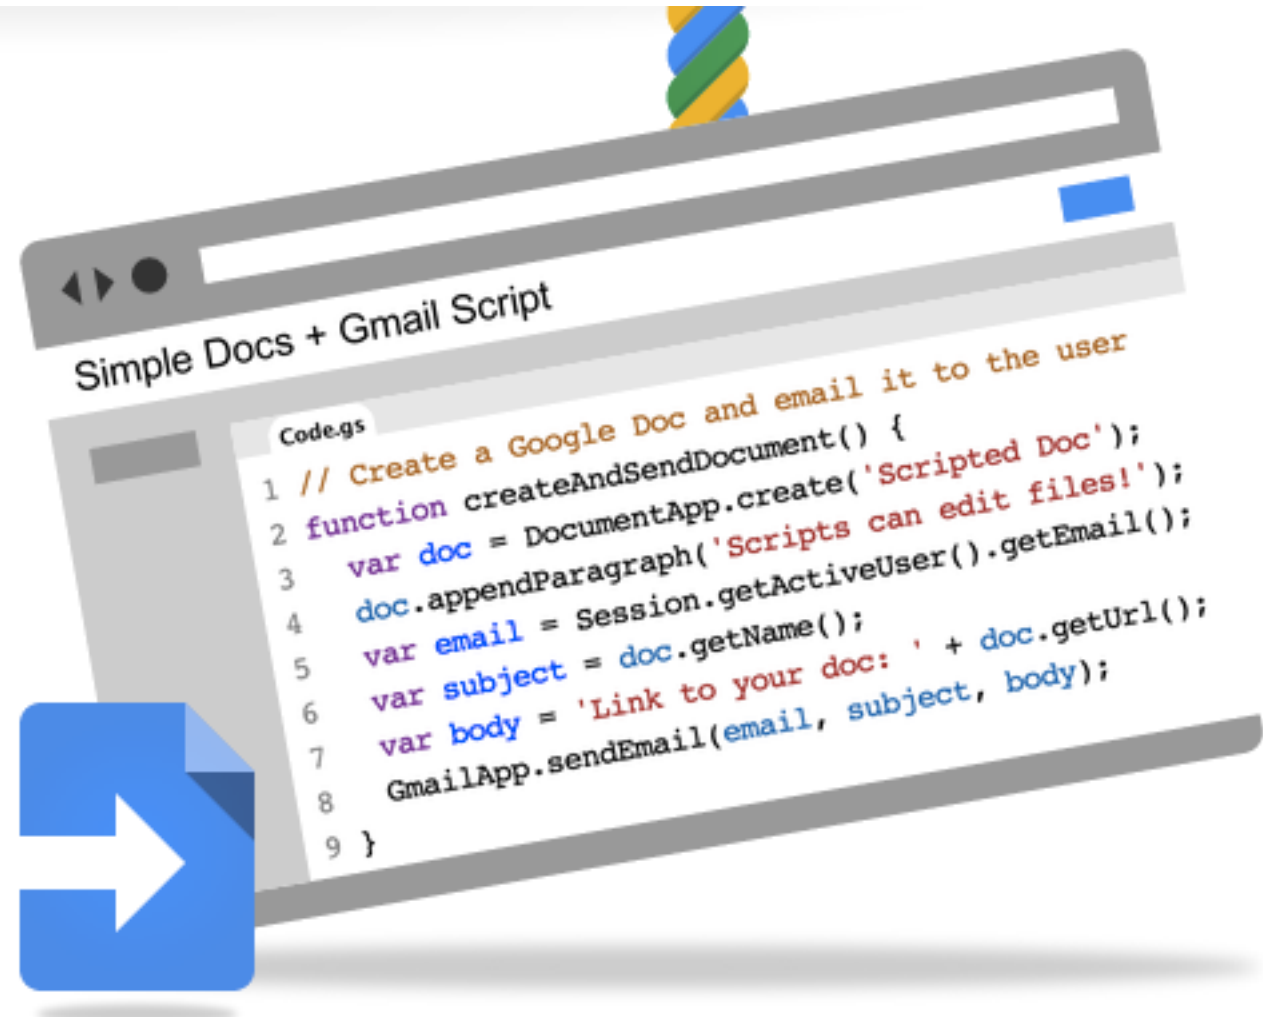 Simple Docs + Gmail Script
Code.gs
1 // Create a Google Doc and email it to the user
2 function createAndSendDocument() {
3 var doc = DocumentApp.create('Scripted Doc');
4 doc.appendParagraph('Scripts can edit files!');
5 var email = Session.getActiveUser().getEmail();
6 var subject = doc.getName();
7 var body = 'Link to your doc: ' + doc.getUrl();
8 GmailApp.sendEmail(email, subject, body);
9 }